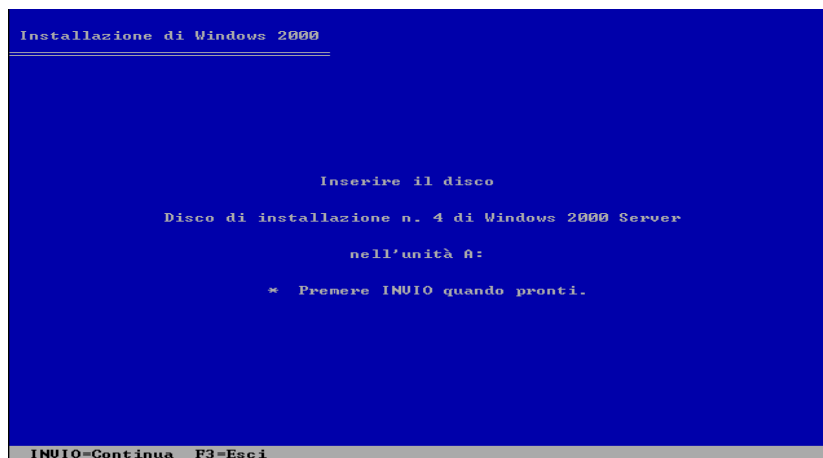 Installazione di Windows 2000
Inserire il disco
Disco di installazione n. 4 di Windows 2000 Server
nell'unità A:
* Premere INVIO quando pronti.
INVIO=Continua F3=Esci